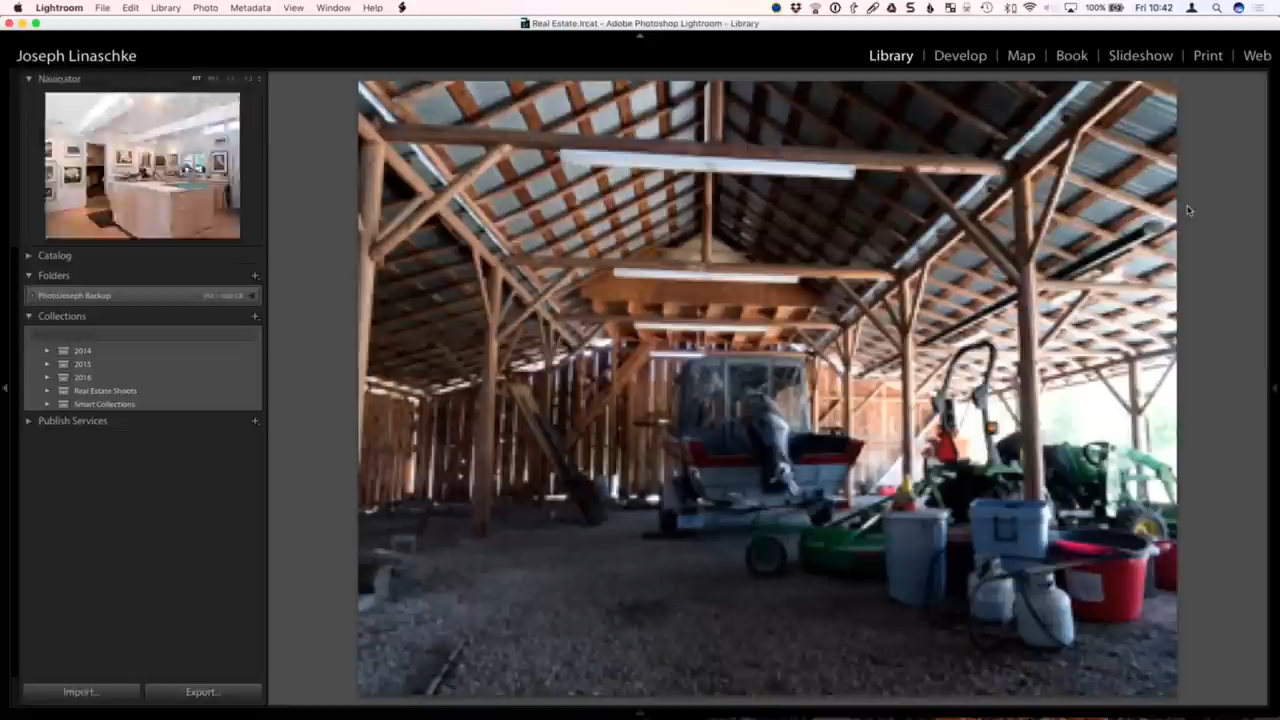 Lightroom File Edit Library Photo Metadata View Window Help 100% Fri 10:42
Real Estate.lrcat – Adobe Photoshop Lightroom – Library
Joseph Linaschke
Library | Develop | Map | Book | Slideshow | Print | Web
Navigator FIT
Catalog
Folders
PhotoJoseph Backup
Collections
2014
2015
2016
Real Estate Shoots
Smart Collections
Publish Services
Import... Export...